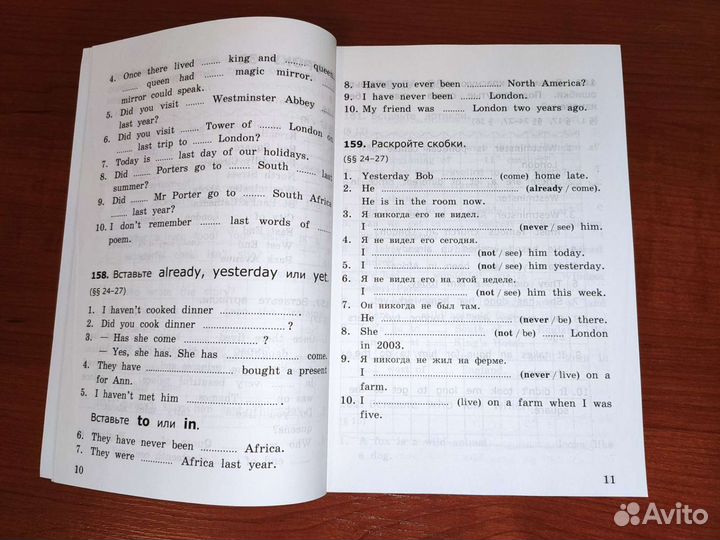 4. Once there lived ........ king and ........ queen.
........ queen had ........ magic mirror. ........
mirror could speak.
5. Did you visit ........ Westminster Abbey ........
last year?
6. Did you visit ........ Tower of ........ London on
........ last trip to ........ London?
7. Today is ........ last day of our holidays.
8. Did ........ Porters go to ........ South ........ last
summer?
9. Did ........ Mr Porter go to ........ South Africa
........ last year?
10. I don't remember ........ last words of ........
poem.
158. Вставьте already, yesterday или yet.
(§§ 24-27)
1. I haven't cooked dinner ................ .
2. Did you cook dinner ................ ?
3. — Has she come ................ ?
— Yes, she has. She has ................ come.
4. They have ................ bought a present
for Ann.
5. I haven't met him ................ .
Вставьте to или in.
6. They have never been ............ Africa.
7. They were ............ Africa last year.
10
8. Have you ever been ............ North America?
9. I have never been ........ London.
10. My friend was ........ London two years ago.
159. Раскройте скобки.
(§§ 24-27)
1. Yesterday Bob ................ (come) home late.
2. He ................ (already / come).
He is in the room now.
3. Я никогда его не видел.
I ................ (never / see) him.
4. Я не видел его сегодня.
I ................ (not / see) him today.
5. I ................ (not / see) him yesterday.
6. Я не видел его на этой неделе.
I ................ (not / see) him this week.
7. Он никогда не был там.
He ................ (never / be) there.
8. She ................ (not / be) ........ London
in 2003.
9. Я никогда не жил на ферме.
I ................ (never / live) on a
farm.
10. I ................ (live) on a farm when I was
five.
11
Avito